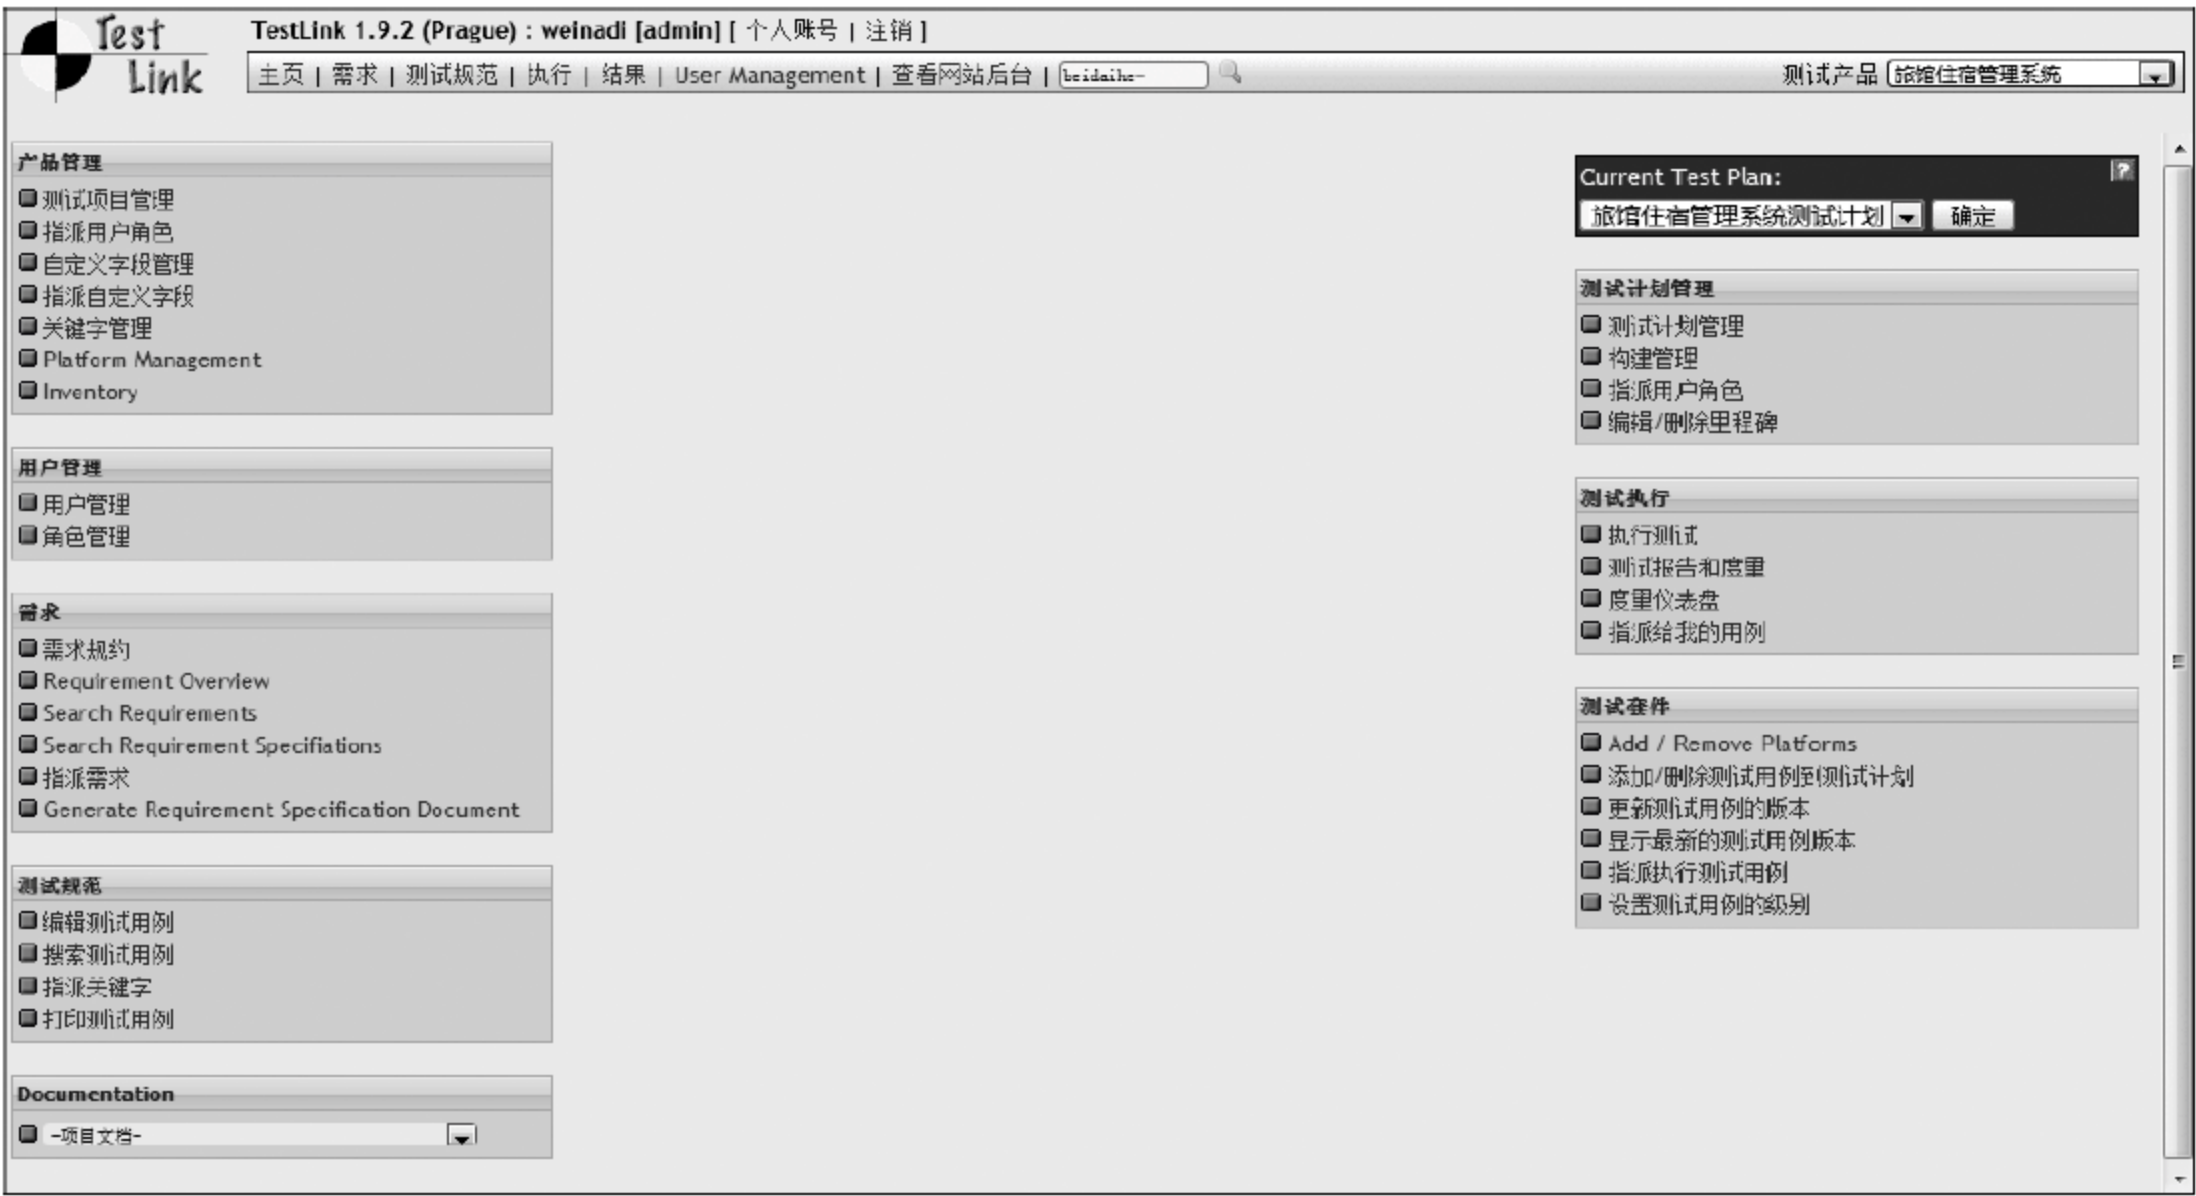 Test Link
TestLink 1.9.2 (Prague) : weinadi [admin] [ 个人账号 | 注销 ]
主页 | 需求 | 测试规范 | 执行 | 结果 | User Management | 查看网站后台 | beidaihe-
测试产品 旅馆住宿管理系统
产品管理
测试项目管理
指派用户角色
自定义字段管理
指派自定义字段
关键字管理
Platform Management
Inventory
用户管理
用户管理
角色管理
需求
需求规约
Requirement Overview
Search Requirements
Search Requirement Specifiations
指派需求
Generate Requirement Specification Document
测试规范
编辑测试用例
搜索测试用例
指派关键字
打印测试用例
Documentation
-项目文档-
Current Test Plan:
?
旅馆住宿管理系统测试计划 确定
测试计划管理
测试计划管理
构建管理
指派用户角色
编辑/删除里程碑
测试执行
执行测试
测试报告和度量
度量仪表盘
指派给我的用例
测试套件
Add / Remove Platforms
添加/删除测试用例到测试计划
更新测试用例的版本
显示最新的测试用例版本
指派执行测试用例
设置测试用例的级别